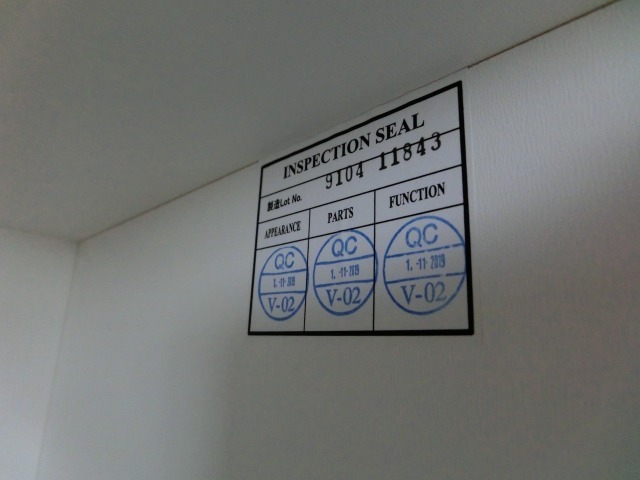 INSPECTION SEAL
製造Lot No. 9104 11843
APPEARANCE PARTS FUNCTION
QC QC QC
1.-11-2019 1.-11-2019 1.-11-2019
V-02 V-02 V-02